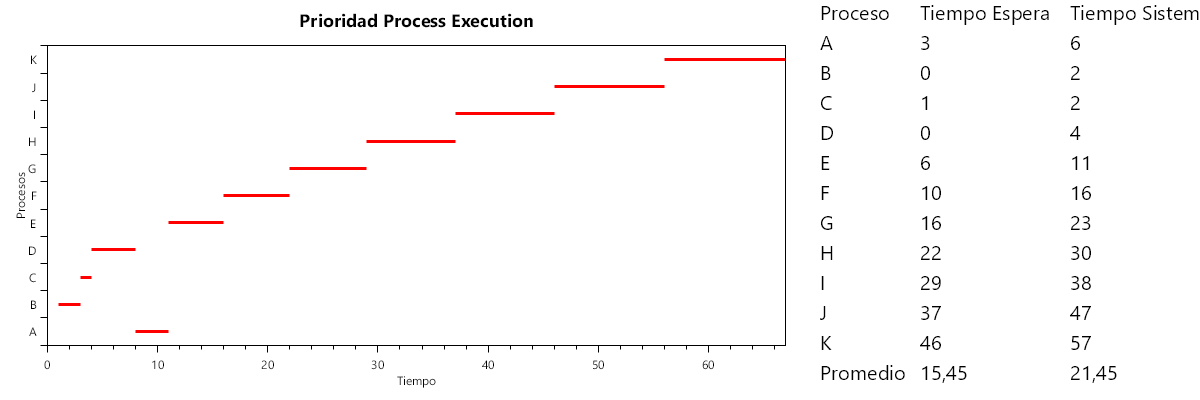 Prioridad Process Execution
K
J
I
H
G
F
E
D
C
B
A
Procesos
0 10 20 30 40 50 60
Tiempo
Proceso Tiempo Espera Tiempo Sistem
A 3 6
B 0 2
C 1 2
D 0 4
E 6 11
F 10 16
G 16 23
H 22 30
I 29 38
J 37 47
K 46 57
Promedio 15,45 21,45